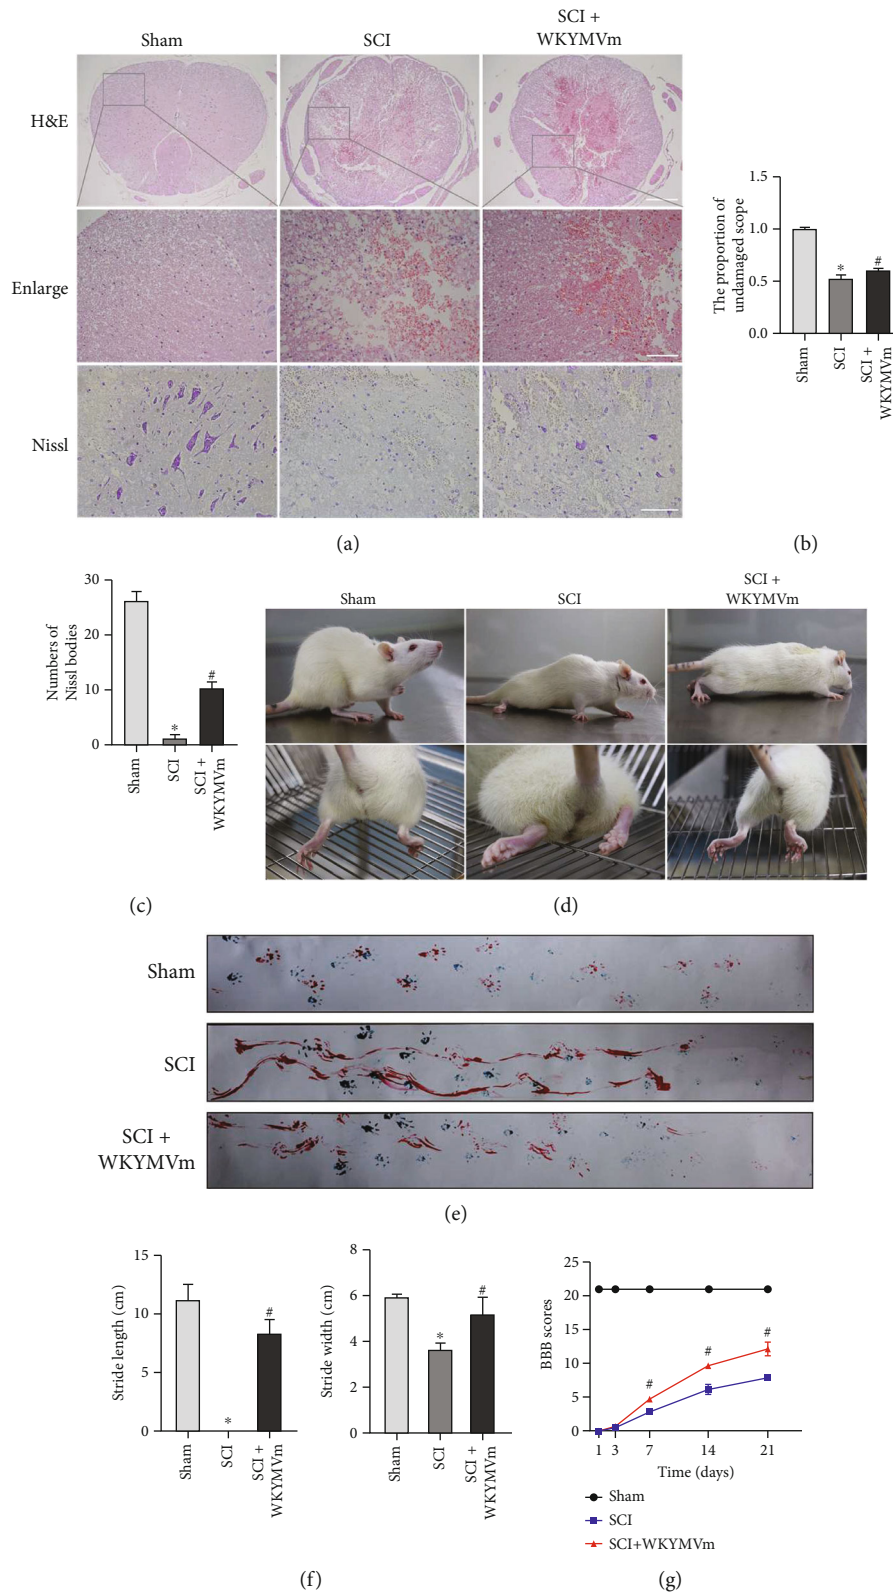 Sham
SCI
SCI +
WKYMVm
H&E
Enlarge
Nissl
(a)
The proportion of
undamaged scope
1.5
1.0
0.5
0.0
*
#
Sham
SCI
SCI +
WKYMVm
(b)
Numbers of
Nissl bodies
30
20
10
0
*
#
Sham
SCI
SCI +
WKYMVm
(c)
Sham
SCI
SCI +
WKYMVm
(d)
Sham
SCI
SCI +
WKYMVm
(e)
Stride length (cm)
15
10
5
0
*
#
Sham
SCI
SCI +
WKYMVm
Stride width (cm)
8
6
4
2
0
*
#
Sham
SCI
SCI +
WKYMVm
(f)
BBB scores
25
20
15
10
5
0
#
#
#
1 3 7 14 21
Time (days)
Sham
SCI
SCI+WKYMVm
(g)